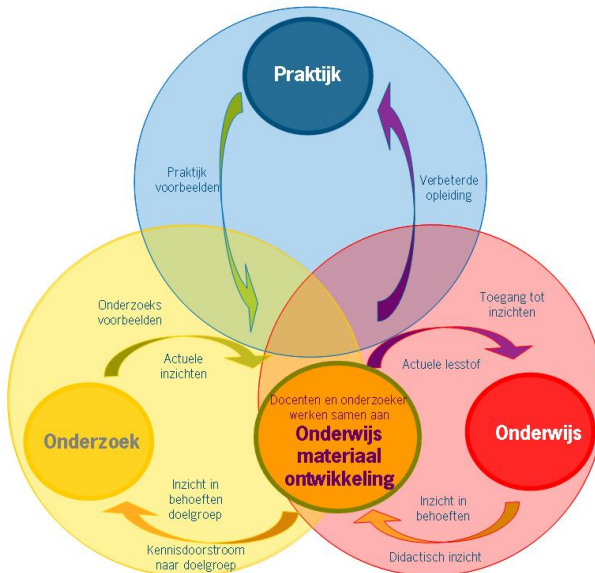 Praktijk
Praktijk
voorbeelden
Verbeterde
opleiding
Onderzoeks
voorbeelden
Actuele
inzichten
Toegang tot
inzichten
Actuele lesstof
Docenten en onderzoeker
werken samen aan
Onderwijs
materiaal
ontwikkeling
Onderzoek
Onderwijs
Inzicht in
behoeften
doelgroep
Kennisdoorstroom
naar doelgroep
Inzicht in
behoeften
Didactisch inzicht